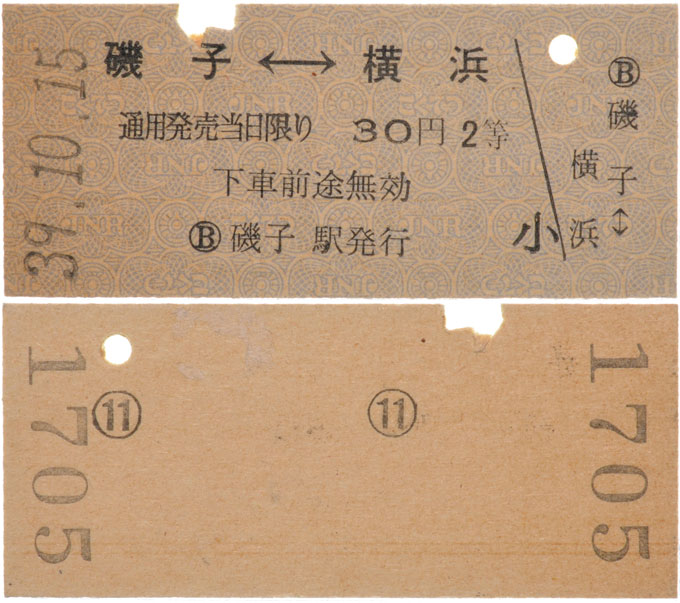 39.10.15
磯子 ←→ 横浜
通用発売当日限り 30円 2等
下車前途無効
Ⓑ 磯子 駅発行
小
Ⓑ 磯子 ↔ 横浜
1705
⑪
⑪
1705